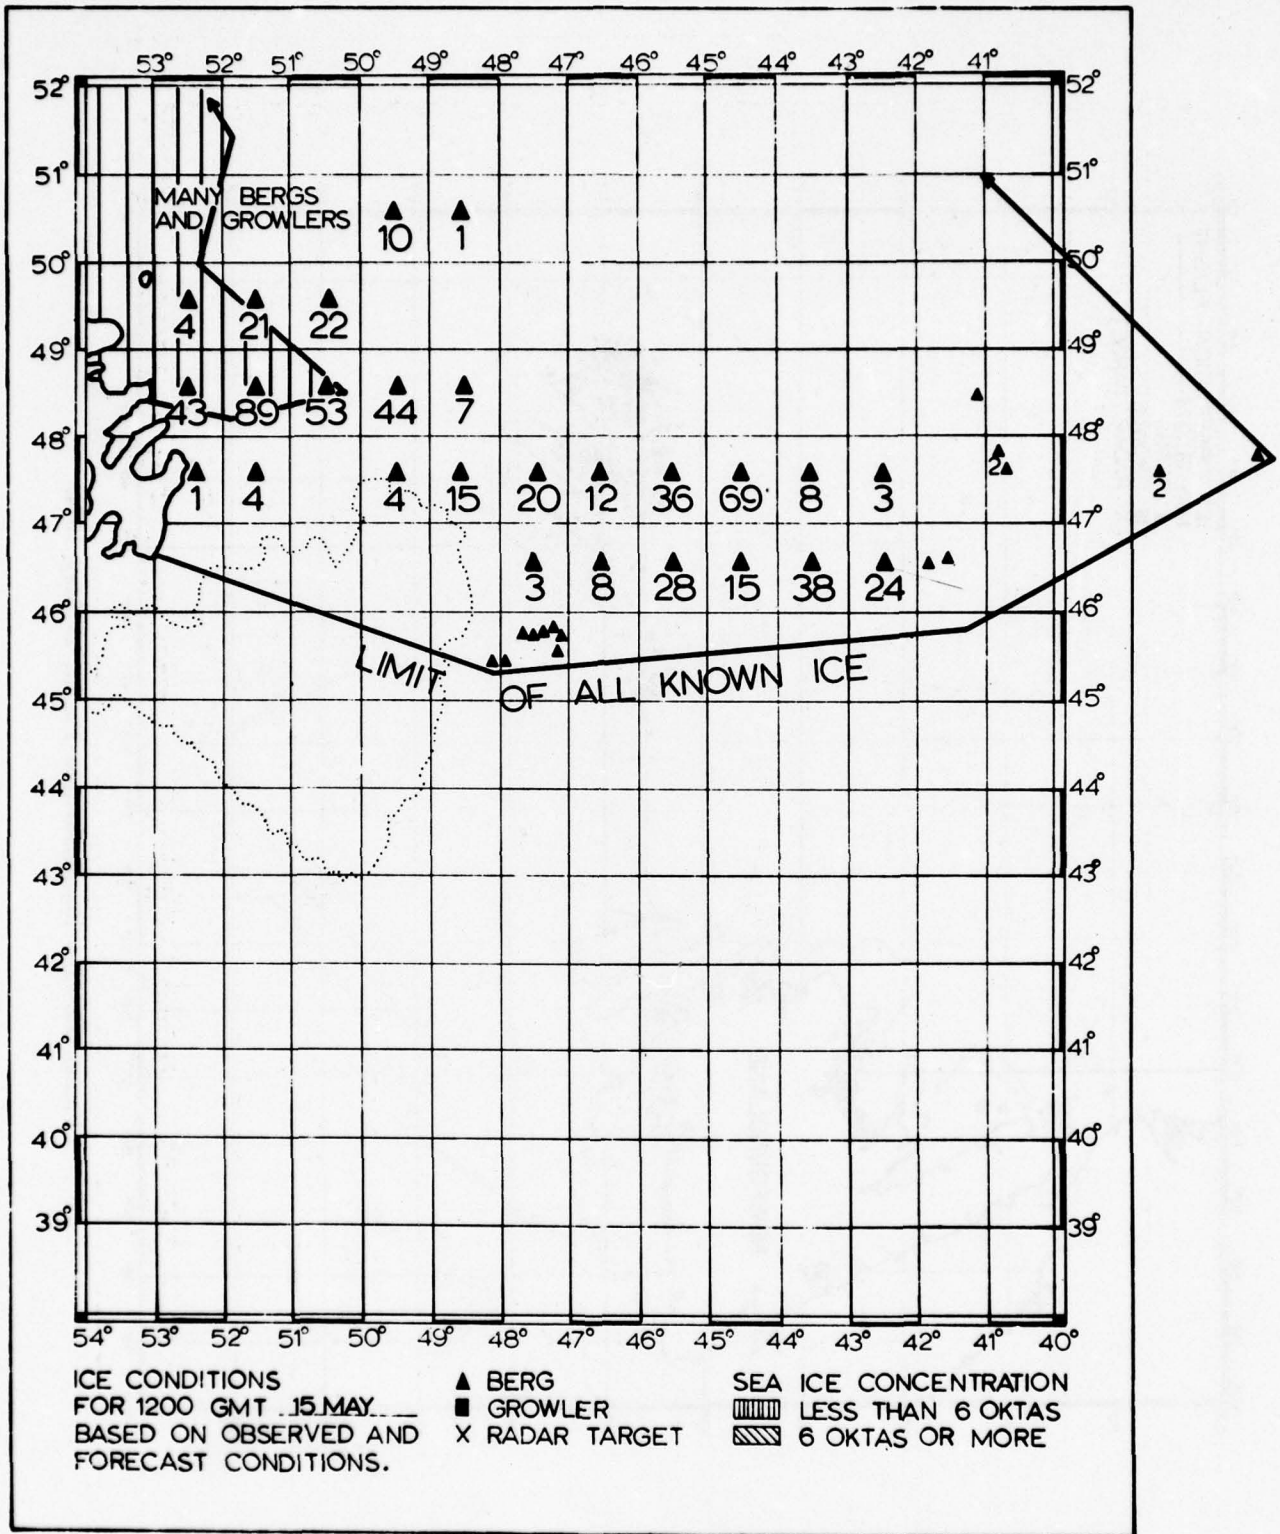 53° 52° 51° 50° 49° 48° 47° 46° 45° 44° 43° 42° 41°
52° 52°
51° 51°
MANY BERGS
AND GROWLERS
10 1
50° 50°
4 21 22
49° 49°
43 89 53 44 7
48° 48°
2
1 4 4 15 20 12 36 69 8 3 2
47° 47°
3 8 28 15 38 24
46° 46°
LIMIT OF ALL KNOWN ICE
45° 45°
44° 44°
43° 43°
42° 42°
41° 41°
40° 40°
39° 39°
54° 53° 52° 51° 50° 49° 48° 47° 46° 45° 44° 43° 42° 41° 40°
ICE CONDITIONS
FOR 1200 GMT 15 MAY
BASED ON OBSERVED AND
FORECAST CONDITIONS.
▲ BERG
■ GROWLER
X RADAR TARGET
SEA ICE CONCENTRATION
LESS THAN 6 OKTAS
6 OKTAS OR MORE